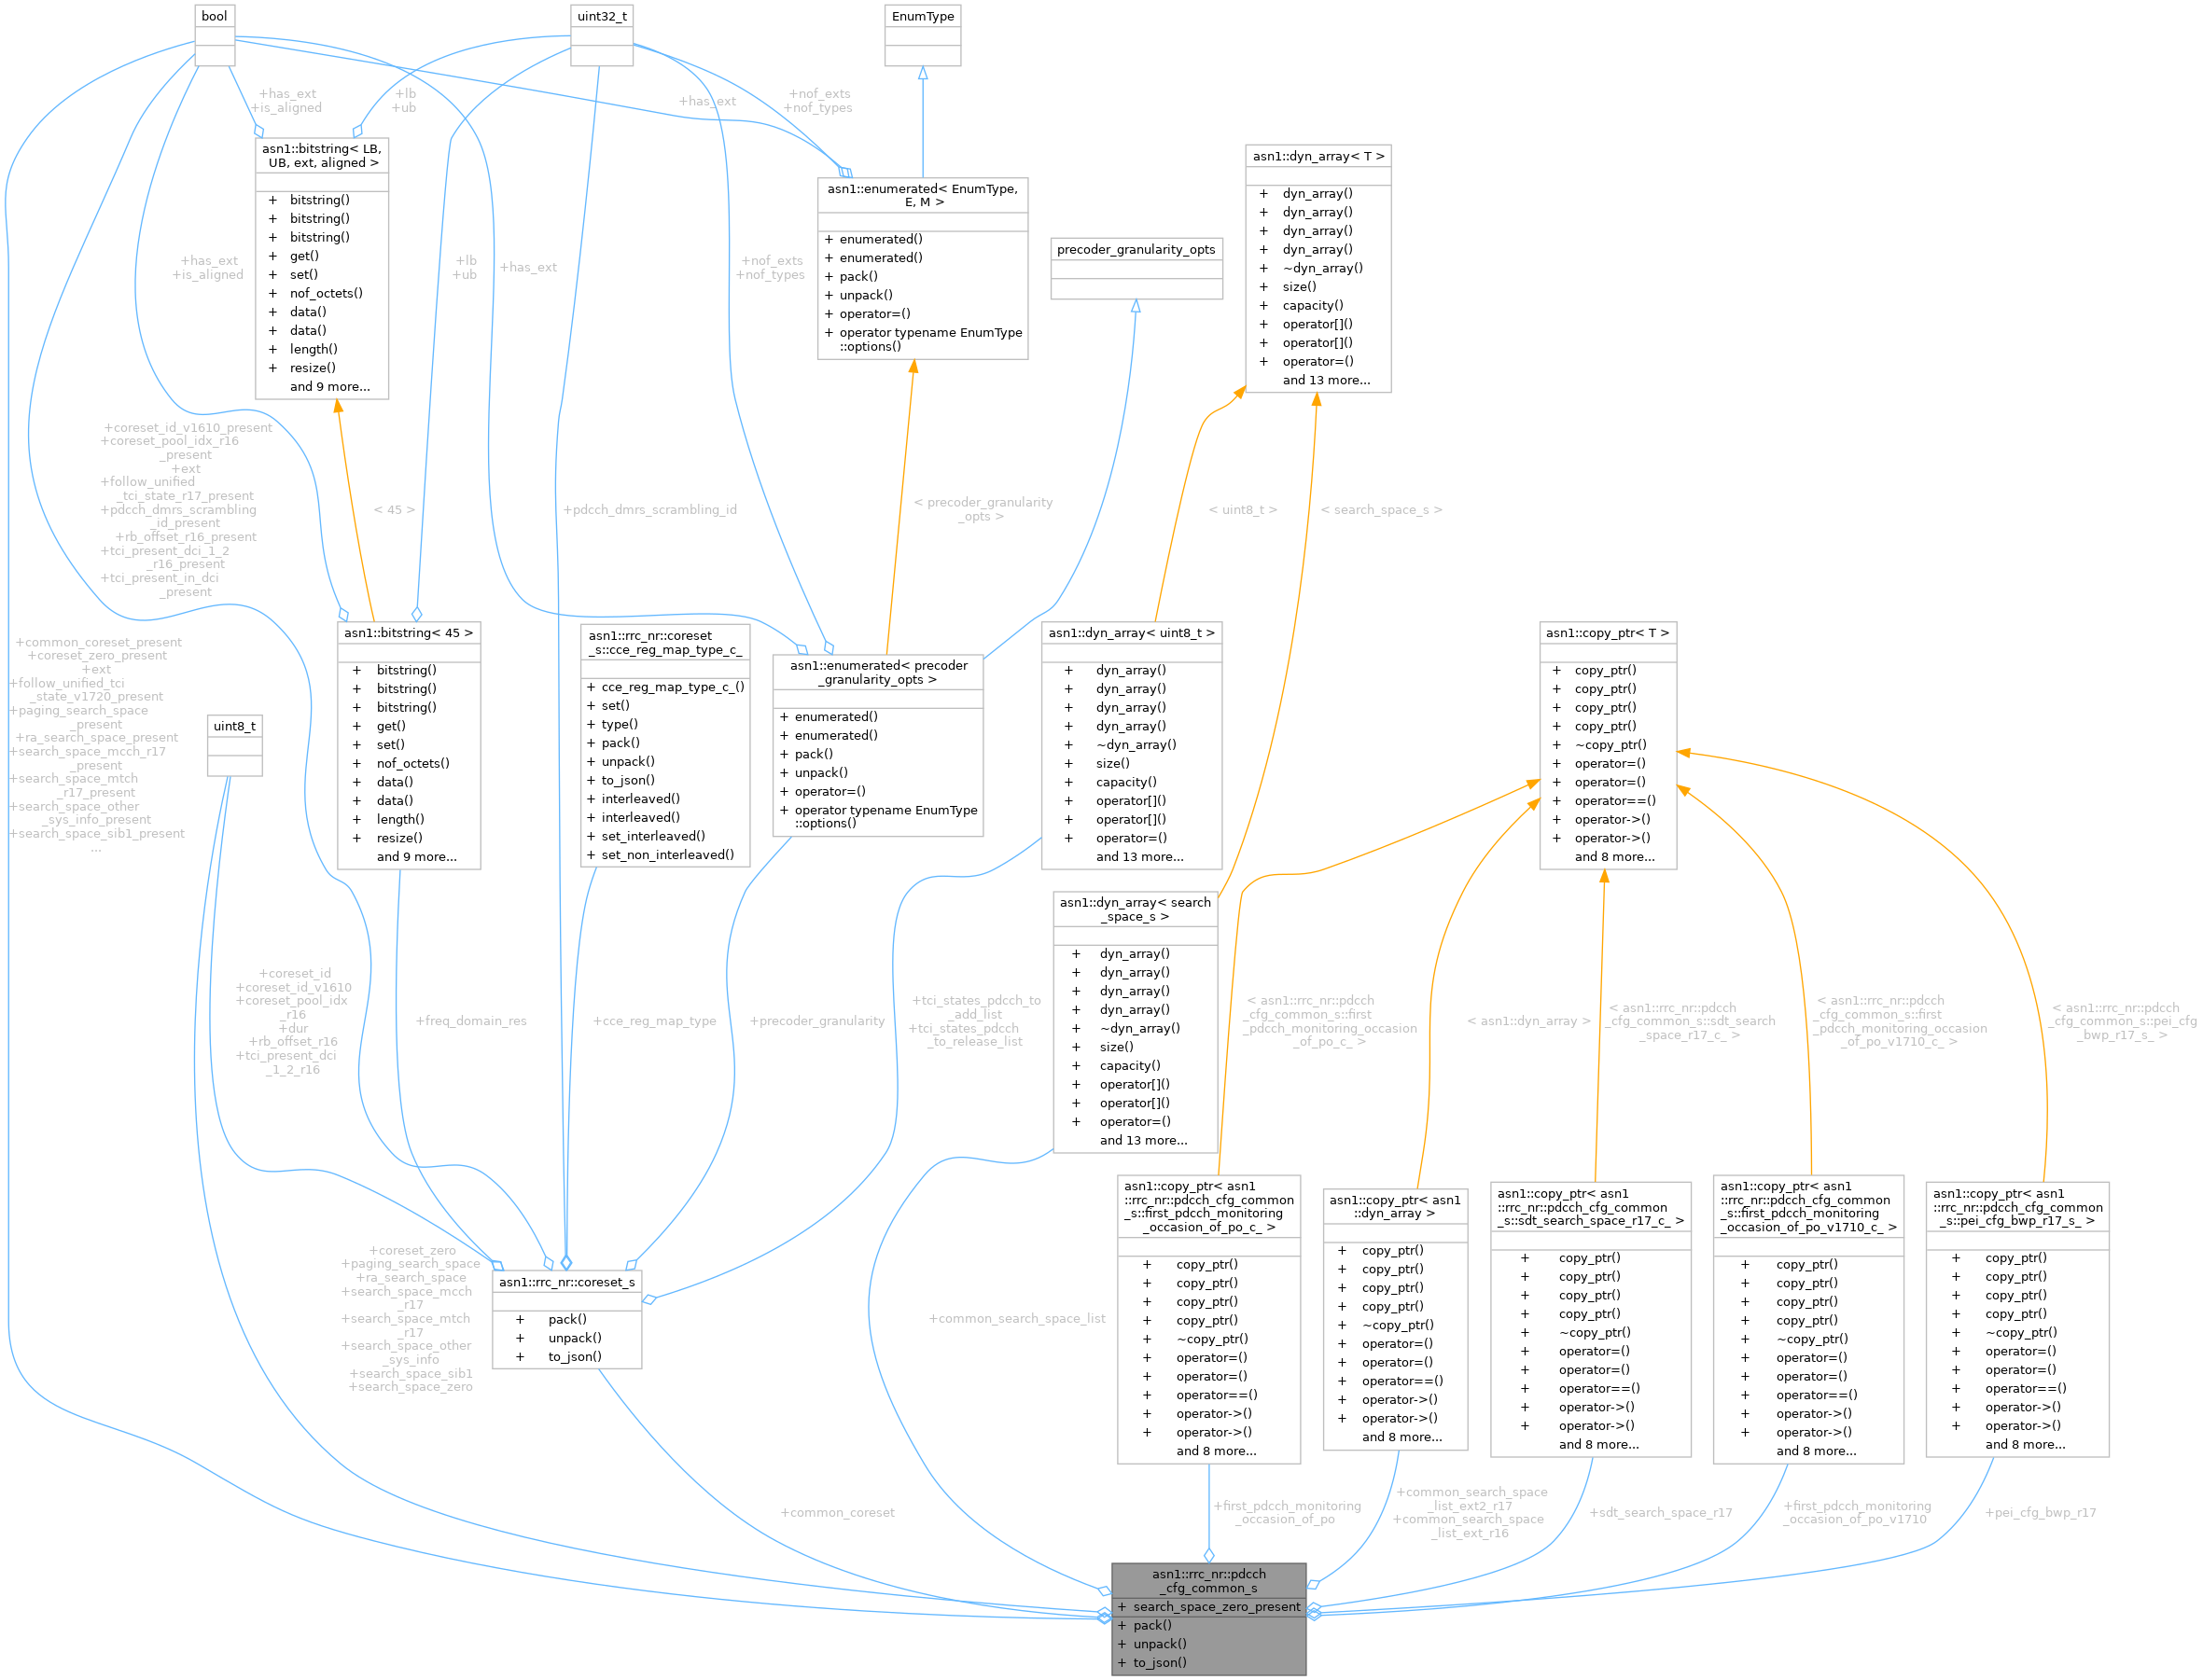 bool
uint32_t
EnumType
+has_ext
+is_aligned
+lb
+ub
+has_ext
+nof_exts
+nof_types
asn1::bitstring< LB,
UB, ext, aligned >
+ bitstring()
+ bitstring()
+ bitstring()
+ get()
+ set()
+ nof_octets()
+ data()
+ data()
+ length()
+ resize()
and 9 more...
asn1::enumerated< EnumType,
E, M >
+ enumerated()
+ enumerated()
+ pack()
+ unpack()
+ operator=()
+ operator typename EnumType
::options()
asn1::dyn_array< T >
+ dyn_array()
+ dyn_array()
+ dyn_array()
+ dyn_array()
+ ~dyn_array()
+ size()
+ capacity()
+ operator[]()
+ operator[]()
+ operator=()
and 13 more...
precoder_granularity_opts
+has_ext
+is_aligned
+lb
+ub
+has_ext
+nof_exts
+nof_types
+coreset_id_v1610_present
+coreset_pool_idx_r16
_present
+ext
+follow_unified
_tci_state_r17_present
+pdcch_dmrs_scrambling
_id_present
+rb_offset_r16_present
+tci_present_dci_1_2
_r16_present
+tci_present_in_dci
_present
< 45 >
+pdcch_dmrs_scrambling_id
< precoder_granularity
_opts >
< uint8_t >
< search_space_s >
+common_coreset_present
+coreset_zero_present
+ext
+follow_unified_tci
_state_v1720_present
+paging_search_space
_present
+ra_search_space_present
+search_space_mcch_r17
_present
+search_space_mtch
_r17_present
+search_space_other
_sys_info_present
+search_space_sib1_present
...
uint8_t
asn1::bitstring< 45 >
+ bitstring()
+ bitstring()
+ bitstring()
+ get()
+ set()
+ nof_octets()
+ data()
+ data()
+ length()
+ resize()
and 9 more...
asn1::rrc_nr::coreset
_s::cce_reg_map_type_c_
+ cce_reg_map_type_c_()
+ set()
+ type()
+ pack()
+ unpack()
+ to_json()
+ interleaved()
+ interleaved()
+ set_interleaved()
+ set_non_interleaved()
asn1::enumerated< precoder
_granularity_opts >
+ enumerated()
+ enumerated()
+ pack()
+ unpack()
+ operator=()
+ operator typename EnumType
::options()
asn1::dyn_array< uint8_t >
+ dyn_array()
+ dyn_array()
+ dyn_array()
+ dyn_array()
+ ~dyn_array()
+ size()
+ capacity()
+ operator[]()
+ operator[]()
+ operator=()
and 13 more...
asn1::copy_ptr< T >
+ copy_ptr()
+ copy_ptr()
+ copy_ptr()
+ copy_ptr()
+ ~copy_ptr()
+ operator=()
+ operator=()
+ operator==()
+ operator->()
+ operator->()
and 8 more...
asn1::dyn_array< search
_space_s >
+ dyn_array()
+ dyn_array()
+ dyn_array()
+ dyn_array()
+ ~dyn_array()
+ size()
+ capacity()
+ operator[]()
+ operator[]()
+ operator=()
and 13 more...
+coreset_id
+coreset_id_v1610
+coreset_pool_idx
_r16
+dur
+rb_offset_r16
+tci_present_dci
_1_2_r16
+freq_domain_res
+cce_reg_map_type
+precoder_granularity
+tci_states_pdcch_to
_add_list
+tci_states_pdcch
_to_release_list
< asn1::rrc_nr::pdcch
_cfg_common_s::first
_pdcch_monitoring_occasion
_of_po_c_ >
< asn1::dyn_array >
< asn1::rrc_nr::pdcch
_cfg_common_s::sdt_search
_space_r17_c_ >
< asn1::rrc_nr::pdcch
_cfg_common_s::first
_pdcch_monitoring_occasion
_of_po_v1710_c_ >
< asn1::rrc_nr::pdcch
_cfg_common_s::pei_cfg
_bwp_r17_s_ >
+coreset_zero
+paging_search_space
+ra_search_space
+search_space_mcch
_r17
+search_space_mtch
_r17
+search_space_other
_sys_info
+search_space_sib1
+search_space_zero
asn1::rrc_nr::coreset_s
+ pack()
+ unpack()
+ to_json()
+common_search_space_list
asn1::copy_ptr< asn1
::rrc_nr::pdcch_cfg_common
_s::first_pdcch_monitoring
_occasion_of_po_c_ >
+ copy_ptr()
+ copy_ptr()
+ copy_ptr()
+ copy_ptr()
+ ~copy_ptr()
+ operator=()
+ operator=()
+ operator==()
+ operator->()
+ operator->()
and 8 more...
asn1::copy_ptr< asn1
::dyn_array >
+ copy_ptr()
+ copy_ptr()
+ copy_ptr()
+ copy_ptr()
+ ~copy_ptr()
+ operator=()
+ operator=()
+ operator==()
+ operator->()
+ operator->()
and 8 more...
asn1::copy_ptr< asn1
::rrc_nr::pdcch_cfg_common
_s::sdt_search_space_r17_c_ >
+ copy_ptr()
+ copy_ptr()
+ copy_ptr()
+ copy_ptr()
+ ~copy_ptr()
+ operator=()
+ operator=()
+ operator==()
+ operator->()
+ operator->()
and 8 more...
asn1::copy_ptr< asn1
::rrc_nr::pdcch_cfg_common
_s::first_pdcch_monitoring
_occasion_of_po_v1710_c_ >
+ copy_ptr()
+ copy_ptr()
+ copy_ptr()
+ copy_ptr()
+ ~copy_ptr()
+ operator=()
+ operator=()
+ operator==()
+ operator->()
+ operator->()
and 8 more...
asn1::copy_ptr< asn1
::rrc_nr::pdcch_cfg_common
_s::pei_cfg_bwp_r17_s_ >
+ copy_ptr()
+ copy_ptr()
+ copy_ptr()
+ copy_ptr()
+ ~copy_ptr()
+ operator=()
+ operator=()
+ operator==()
+ operator->()
+ operator->()
and 8 more...
+common_coreset
+first_pdcch_monitoring
_occasion_of_po
+common_search_space
_list_ext2_r17
+common_search_space
_list_ext_r16
+sdt_search_space_r17
+first_pdcch_monitoring
_occasion_of_po_v1710
+pei_cfg_bwp_r17
asn1::rrc_nr::pdcch
_cfg_common_s
+ search_space_zero_present
+ pack()
+ unpack()
+ to_json()